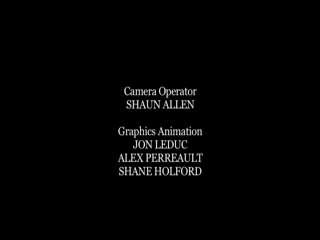 Camera Operator
SHAUN ALLEN
Graphics Animation
JON LEDUC
ALEX PERREAULT
SHANE HOLFORD